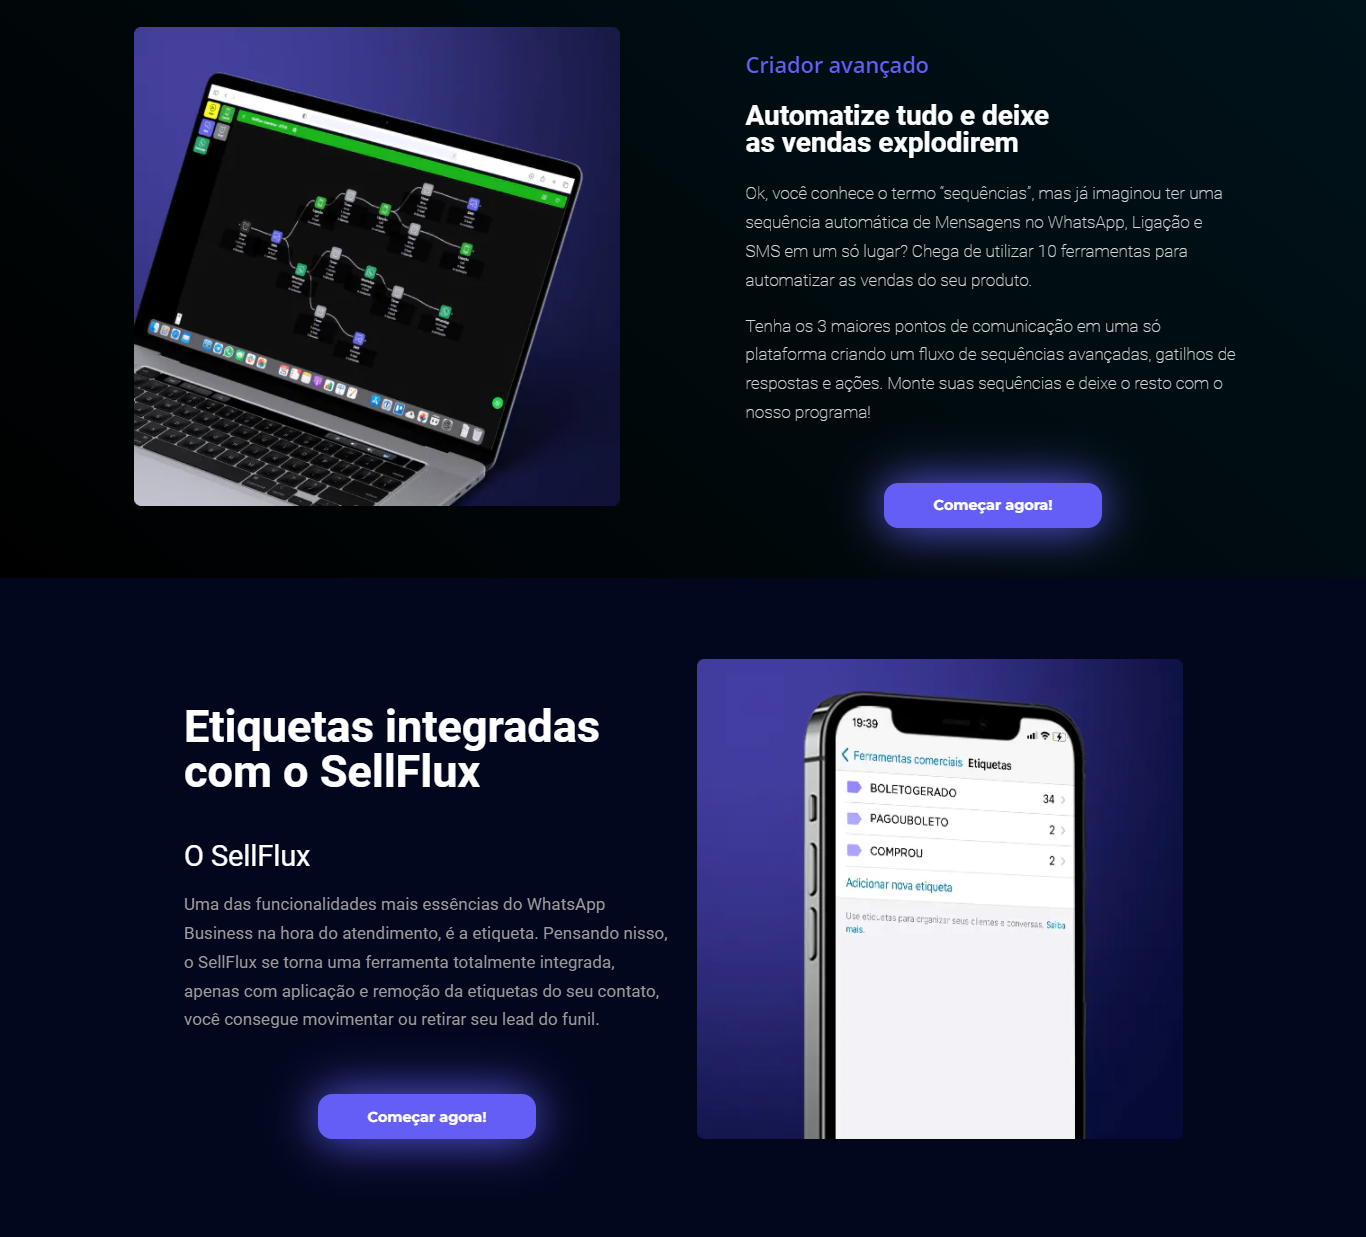 Criador avançado
Automatize tudo e deixe
as vendas explodirem
Ok, você conhece o termo “sequências”, mas já imaginou ter uma
sequência automática de Mensagens no WhatsApp, Ligação e
SMS em um só lugar? Chega de utilizar 10 ferramentas para
automatizar as vendas do seu produto.
Tenha os 3 maiores pontos de comunicação em uma só
plataforma criando um fluxo de sequências avançadas, gatilhos de
respostas e ações. Monte suas sequências e deixe o resto com o
nosso programa!
Começar agora!
Etiquetas integradas
com o SellFlux
O SellFlux
Uma das funcionalidades mais essências do WhatsApp
Business na hora do atendimento, é a etiqueta. Pensando nisso,
o SellFlux se torna uma ferramenta totalmente integrada,
apenas com aplicação e remoção da etiquetas do seu contato,
você consegue movimentar ou retirar seu lead do funil.
Começar agora!
19:39
Ferramentas comerciais Etiquetas
BOLETOGERADO 34
PAGOUBOLETO 2
COMPROU 2
Adicionar nova etiqueta
Use etiquetas para organizar seus clientes e conversas. Saiba
mais.